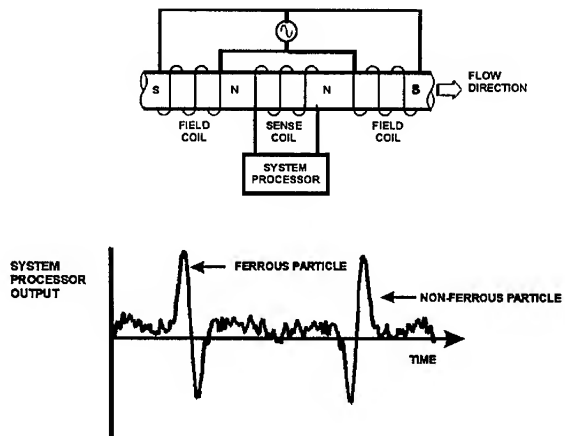 FLOW
DIRECTION
S N N S
FIELD
COIL
SENSE
COIL
FIELD
COIL
SYSTEM
PROCESSOR
SYSTEM
PROCESSOR
OUTPUT
FERROUS PARTICLE
NON-FERROUS PARTICLE
TIME